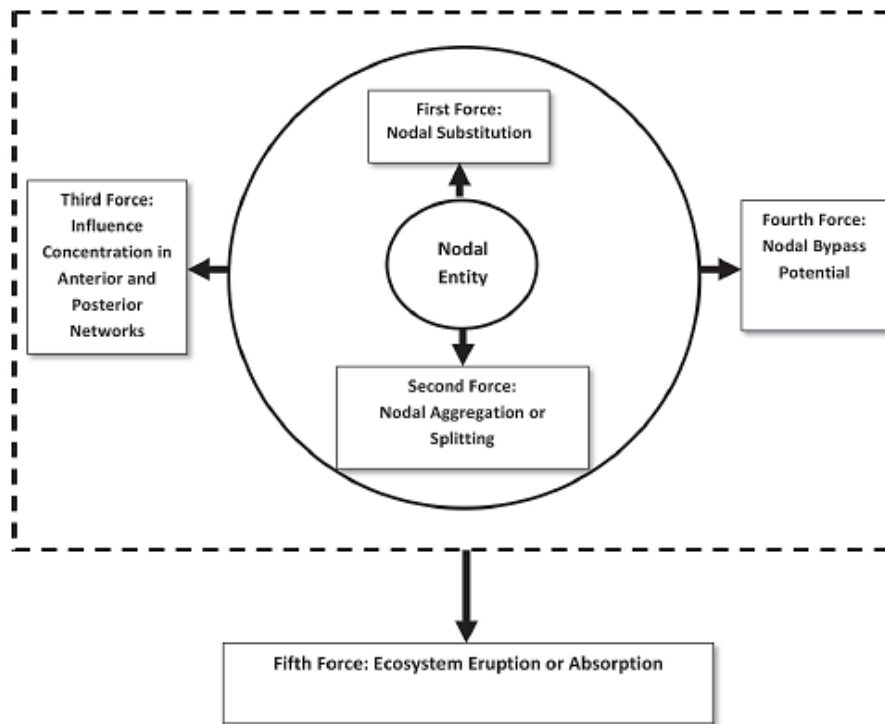 First Force:
Nodal Substitution
Third Force:
Influence
Concentration in
Anterior and
Posterior
Networks
Nodal
Entity
Fourth Force:
Nodal Bypass
Potential
Second Force:
Nodal Aggregation or
Splitting
Fifth Force: Ecosystem Eruption or Absorption